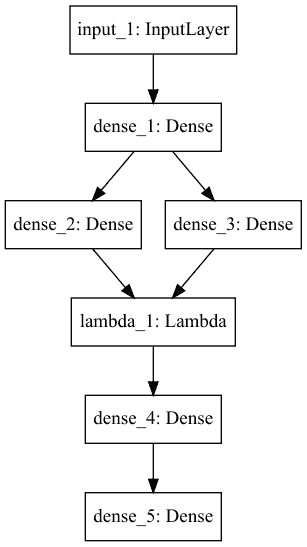 input_1: InputLayer
dense_1: Dense
dense_2: Dense
dense_3: Dense
lambda_1: Lambda
dense_4: Dense
dense_5: Dense